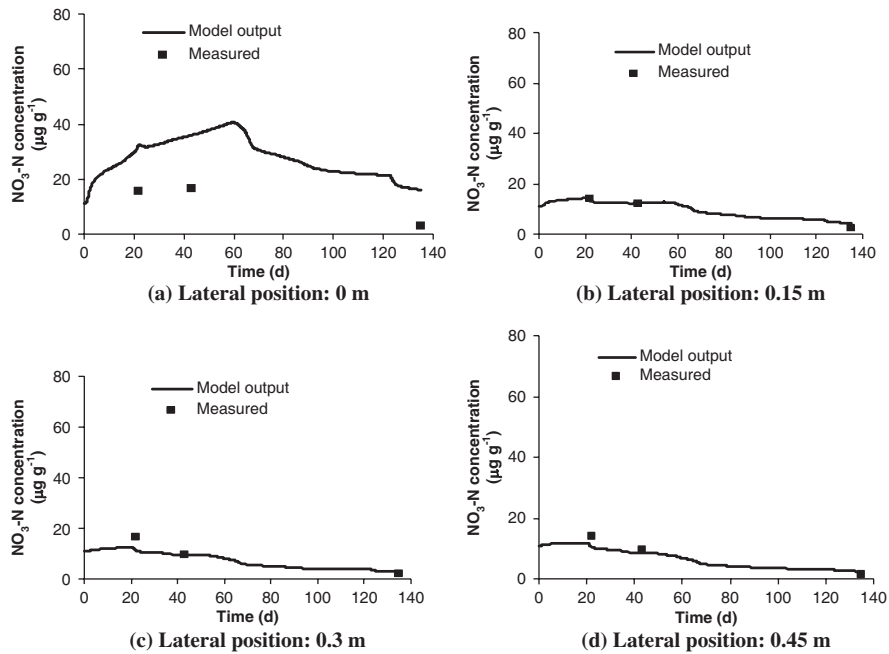 80
60
40
20
0
NO₃-N concentration
(µg g⁻¹)
Model output
Measured
0 20 40 60 80 100 120 140
Time (d)
(a) Lateral position: 0 m
80
60
40
20
0
NO₃-N concentration
(µg g⁻¹)
Model output
Measured
0 20 40 60 80 100 120 140
Time (d)
(b) Lateral position: 0.15 m
80
60
40
20
0
NO₃-N concentration
(µg g⁻¹)
Model output
Measured
0 20 40 60 80 100 120 140
Time (d)
(c) Lateral position: 0.3 m
80
60
40
20
0
NO₃-N concentration
(µg g⁻¹)
Model output
Measured
0 20 40 60 80 100 120 140
Time (d)
(d) Lateral position: 0.45 m